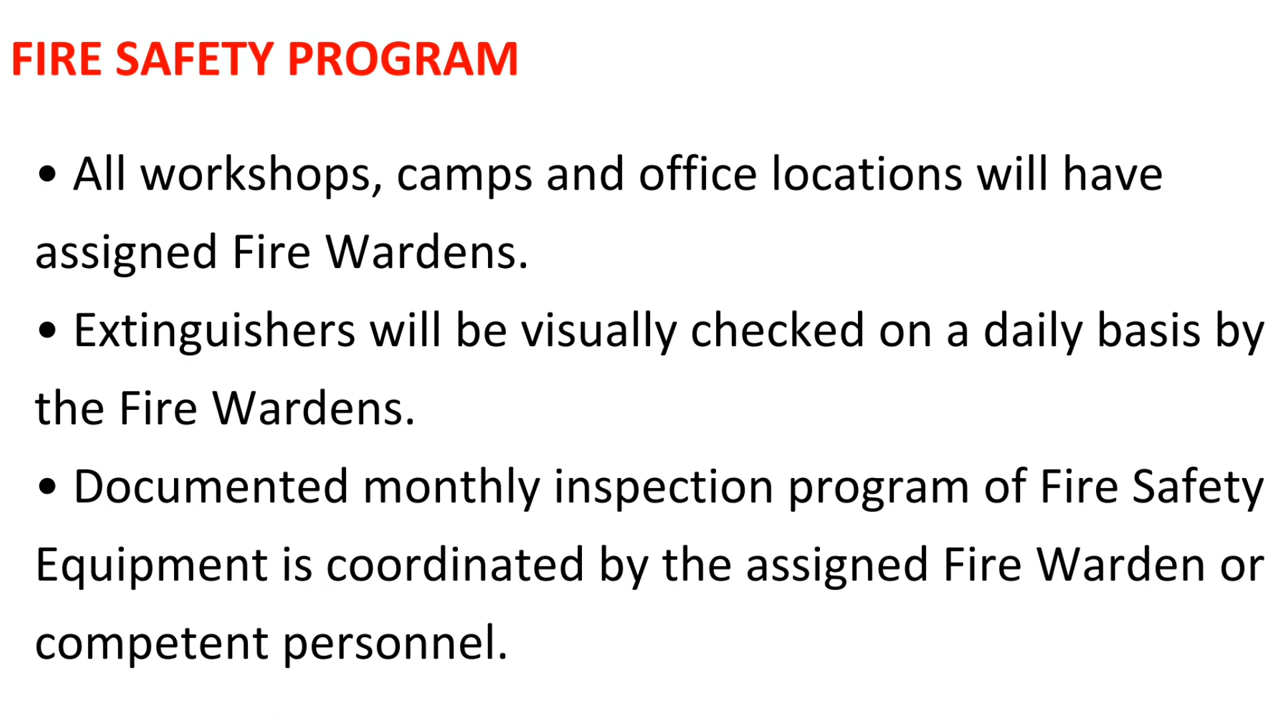 FIRE SAFETY PROGRAM
• All workshops, camps and office locations will have
assigned Fire Wardens.
• Extinguishers will be visually checked on a daily basis by
the Fire Wardens.
• Documented monthly inspection program of Fire Safety
Equipment is coordinated by the assigned Fire Warden or
competent personnel.